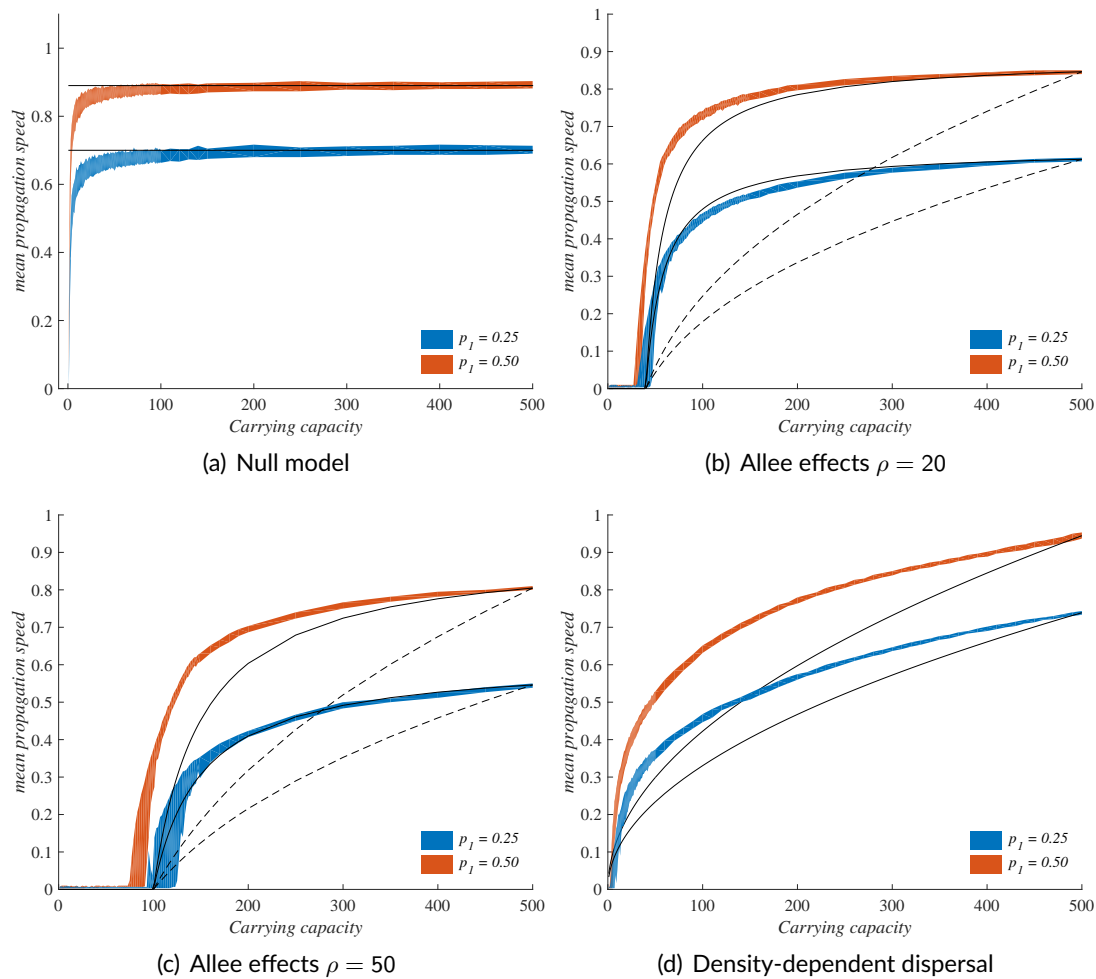 1
0.8
0.6
0.4
0.2
0
mean propagation speed
0 100 200 300 400 500
Carrying capacity
p1 = 0.25
p1 = 0.50
(a) Null model
1
0.9
0.8
0.7
0.6
0.5
0.4
0.3
0.2
0.1
0
mean propagation speed
0 100 200 300 400 500
Carrying capacity
p1 = 0.25
p1 = 0.50
(b) Allee effects ρ = 20
1
0.9
0.8
0.7
0.6
0.5
0.4
0.3
0.2
0.1
0
mean propagation speed
0 100 200 300 400 500
Carrying capacity
p1 = 0.25
p1 = 0.50
(c) Allee effects ρ = 50
1
0.9
0.8
0.7
0.6
0.5
0.4
0.3
0.2
0.1
0
mean propagation speed
0 100 200 300 400 500
Carrying capacity
p1 = 0.25
p1 = 0.50
(d) Density-dependent dispersal